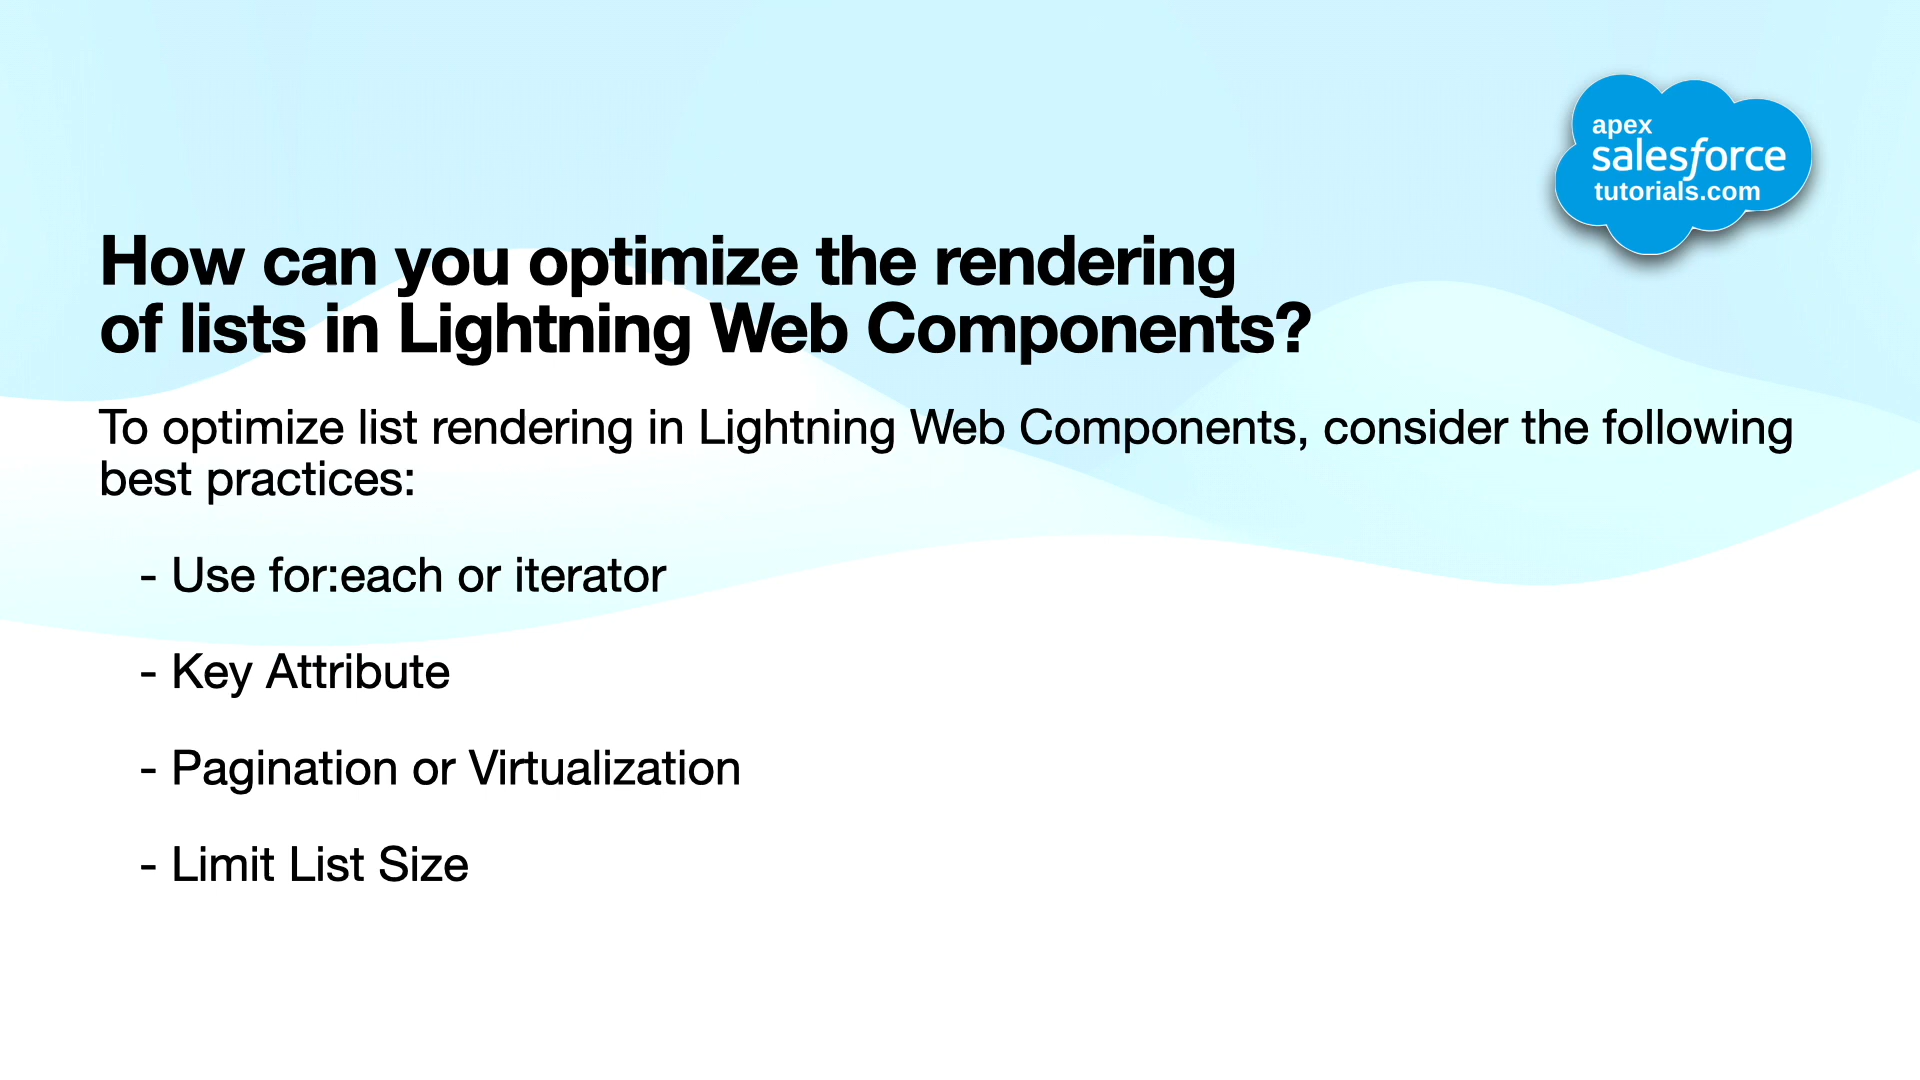 apex
salesforce
tutorials.com
How can you optimize the rendering
of lists in Lightning Web Components?
To optimize list rendering in Lightning Web Components, consider the following
best practices:
- Use for:each or iterator
- Key Attribute
- Pagination or Virtualization
- Limit List Size